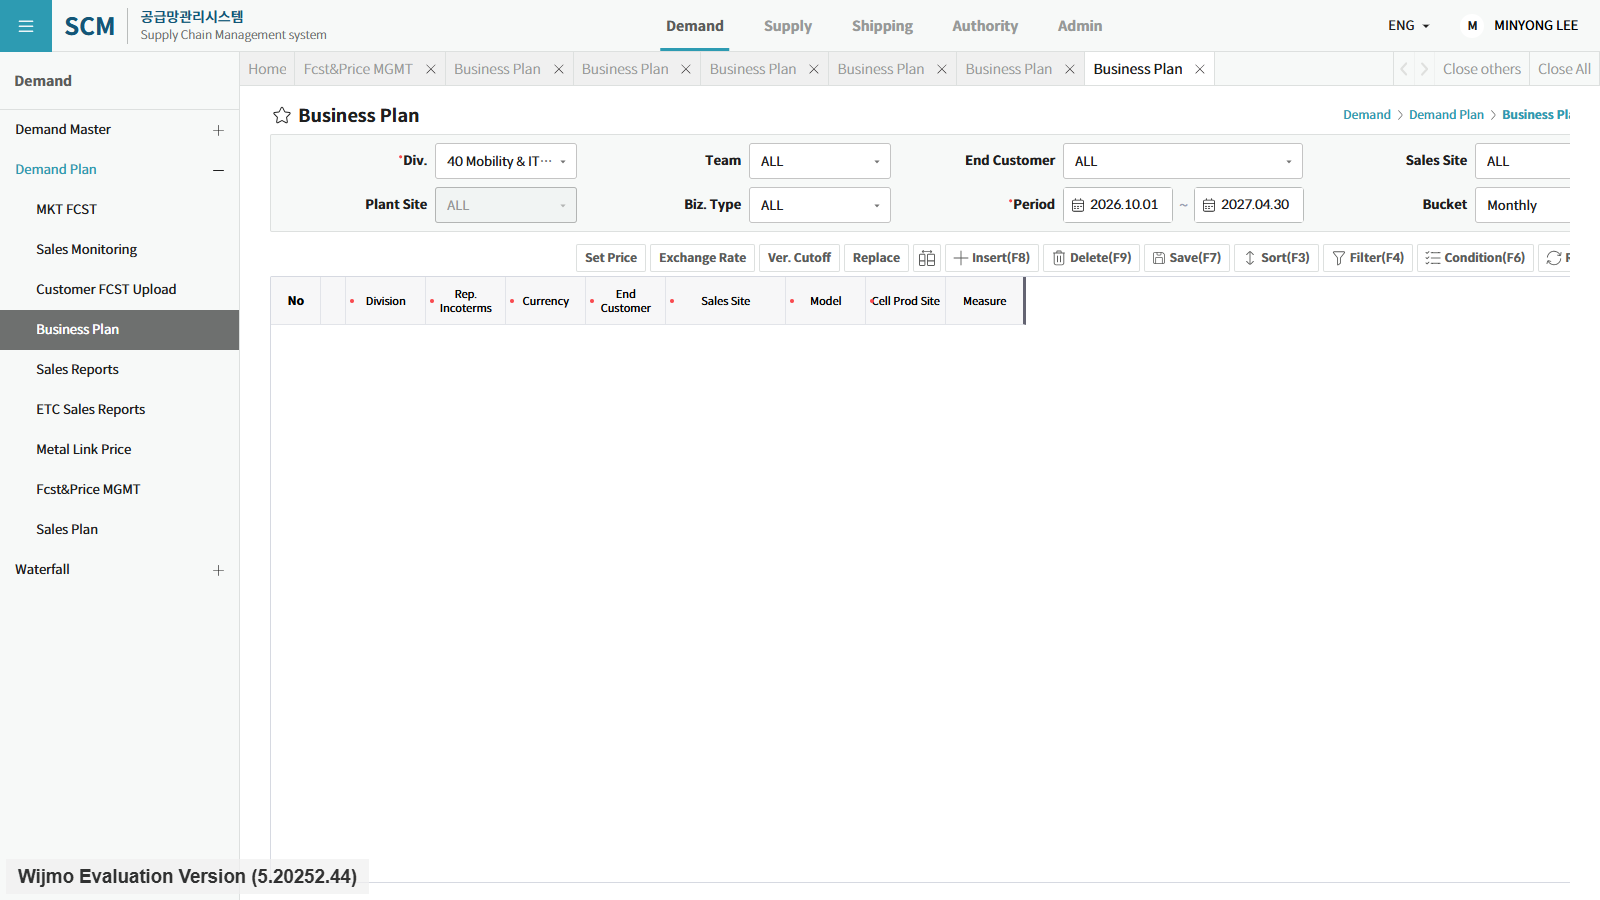 SCM
공급망관리시스템
Supply Chain Management system
Demand
Supply
Shipping
Authority
Admin
ENG
M
MINYONG LEE
Demand
Home
Fcst&Price MGMT
Business Plan
Business Plan
Business Plan
Business Plan
Business Plan
Business Plan
Close others
Close All
Demand Master
Demand Plan
MKT FCST
Sales Monitoring
Customer FCST Upload
Business Plan
Sales Reports
ETC Sales Reports
Metal Link Price
Fcst&Price MGMT
Sales Plan
Waterfall
Business Plan
Demand > Demand Plan > Business Pla
*Div.
40 Mobility & IT···
Team
ALL
End Customer
ALL
Sales Site
ALL
Plant Site
ALL
Biz. Type
ALL
*Period
2026.10.01 ~ 2027.04.30
Bucket
Monthly
Set Price
Exchange Rate
Ver. Cutoff
Replace
Insert(F8)
Delete(F9)
Save(F7)
Sort(F3)
Filter(F4)
Condition(F6)
No
Division
Rep.
Incoterms
Currency
End
Customer
Sales Site
Model
Cell Prod Site
Measure
Wijmo Evaluation Version (5.20252.44)